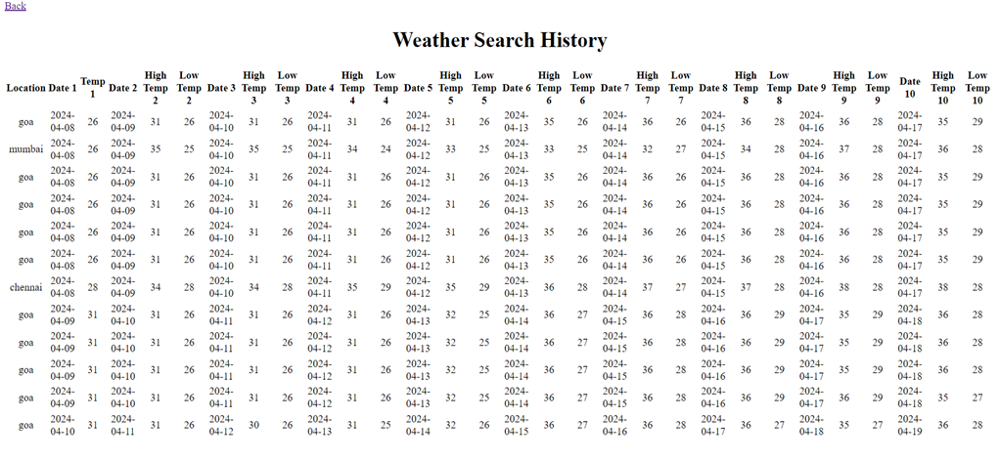 Back
Weather Search History
Location Date 1 Temp 1 Date 2 High Temp 2 Low Temp 2 Date 3 High Temp 3 Low Temp 3 Date 4 High Temp 4 Low Temp 4 Date 5 High Temp 5 Low Temp 5 Date 6 High Temp 6 Low Temp 6 Date 7 High Temp 7 Low Temp 7 Date 8 High Temp 8 Low Temp 8 Date 9 High Temp 9 Low Temp 9 Date 10 High Temp 10 Low Temp 10
goa 2024-04-08 26 2024-04-09 31 26 2024-04-10 31 26 2024-04-11 31 26 2024-04-12 31 26 2024-04-13 35 26 2024-04-14 36 26 2024-04-15 36 28 2024-04-16 36 28 2024-04-17 35 29
mumbai 2024-04-08 26 2024-04-09 35 25 2024-04-10 35 25 2024-04-11 34 24 2024-04-12 33 25 2024-04-13 33 25 2024-04-14 32 27 2024-04-15 34 28 2024-04-16 37 28 2024-04-17 36 28
goa 2024-04-08 26 2024-04-09 31 26 2024-04-10 31 26 2024-04-11 31 26 2024-04-12 31 26 2024-04-13 35 26 2024-04-14 36 26 2024-04-15 36 28 2024-04-16 36 28 2024-04-17 35 29
goa 2024-04-08 26 2024-04-09 31 26 2024-04-10 31 26 2024-04-11 31 26 2024-04-12 31 26 2024-04-13 35 26 2024-04-14 36 26 2024-04-15 36 28 2024-04-16 36 28 2024-04-17 35 29
goa 2024-04-08 26 2024-04-09 31 26 2024-04-10 31 26 2024-04-11 31 26 2024-04-12 31 26 2024-04-13 35 26 2024-04-14 36 26 2024-04-15 36 28 2024-04-16 36 28 2024-04-17 35 29
goa 2024-04-08 26 2024-04-09 31 26 2024-04-10 31 26 2024-04-11 31 26 2024-04-12 31 26 2024-04-13 35 26 2024-04-14 36 26 2024-04-15 36 28 2024-04-16 36 28 2024-04-17 35 29
chennai 2024-04-08 28 2024-04-09 34 28 2024-04-10 34 28 2024-04-11 35 29 2024-04-12 35 29 2024-04-13 36 28 2024-04-14 37 27 2024-04-15 37 28 2024-04-16 38 28 2024-04-17 38 28
goa 2024-04-09 31 2024-04-10 31 26 2024-04-11 31 26 2024-04-12 31 26 2024-04-13 32 25 2024-04-14 36 27 2024-04-15 36 28 2024-04-16 36 29 2024-04-17 35 29 2024-04-18 36 28
goa 2024-04-09 31 2024-04-10 31 26 2024-04-11 31 26 2024-04-12 31 26 2024-04-13 32 25 2024-04-14 36 27 2024-04-15 36 28 2024-04-16 36 29 2024-04-17 35 29 2024-04-18 36 28
goa 2024-04-09 31 2024-04-10 31 26 2024-04-11 31 26 2024-04-12 31 26 2024-04-13 32 25 2024-04-14 36 27 2024-04-15 36 28 2024-04-16 36 29 2024-04-17 35 29 2024-04-18 36 28
goa 2024-04-09 31 2024-04-10 31 26 2024-04-11 31 26 2024-04-12 31 26 2024-04-13 32 25 2024-04-14 36 27 2024-04-15 36 28 2024-04-16 36 29 2024-04-17 36 29 2024-04-18 35 27
goa 2024-04-10 31 2024-04-11 31 26 2024-04-12 30 26 2024-04-13 31 25 2024-04-14 32 26 2024-04-15 36 27 2024-04-16 36 28 2024-04-17 36 27 2024-04-18 35 27 2024-04-19 36 28